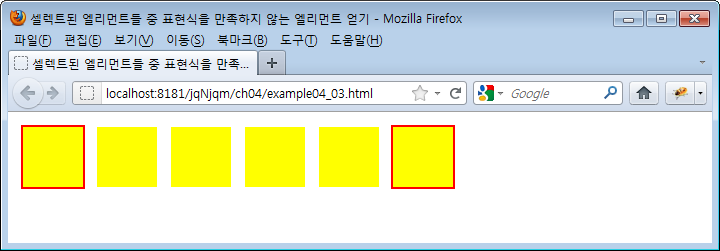 셀렉트된 엘리먼트들 중 표현식을 만족하지 않는 엘리먼트 얻기 - Mozilla Firefox
파일(F) 편집(E) 보기(V) 이동(S) 북마크(B) 도구(T) 도움말(H)
셀렉트된 엘리먼트들 중 표현식을 만족...
localhost:8181/jqNjqm/ch04/example04_03.html
Google